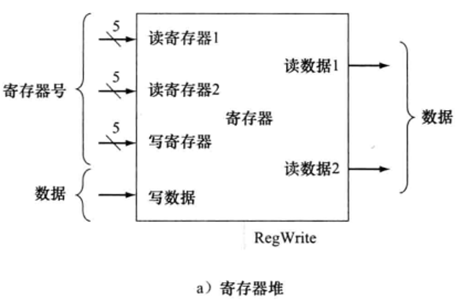 5
读寄存器1
5
读寄存器2
5
写寄存器
写数据
寄存器号
数据
寄存器
读数据1
读数据2
数据
RegWrite
a）寄存器堆